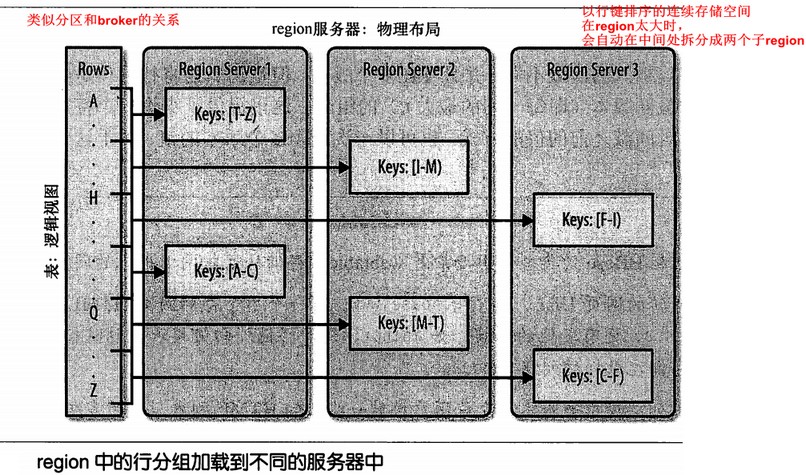 类似分区和broker的关系
以行键排序的连续存储空间
在region太大时，
会自动在中间处拆分成两个子region
region服务器：物理布局
Rows
Region Server 1
Region Server 2
Region Server 3
A
Keys: [T-Z)
Keys: [I-M)
H
Keys: [F-I)
表：逻辑视图
Keys: [A-C)
Q
Keys: [M-T)
Z
Keys: [C-F)
region 中的行分组加载到不同的服务器中